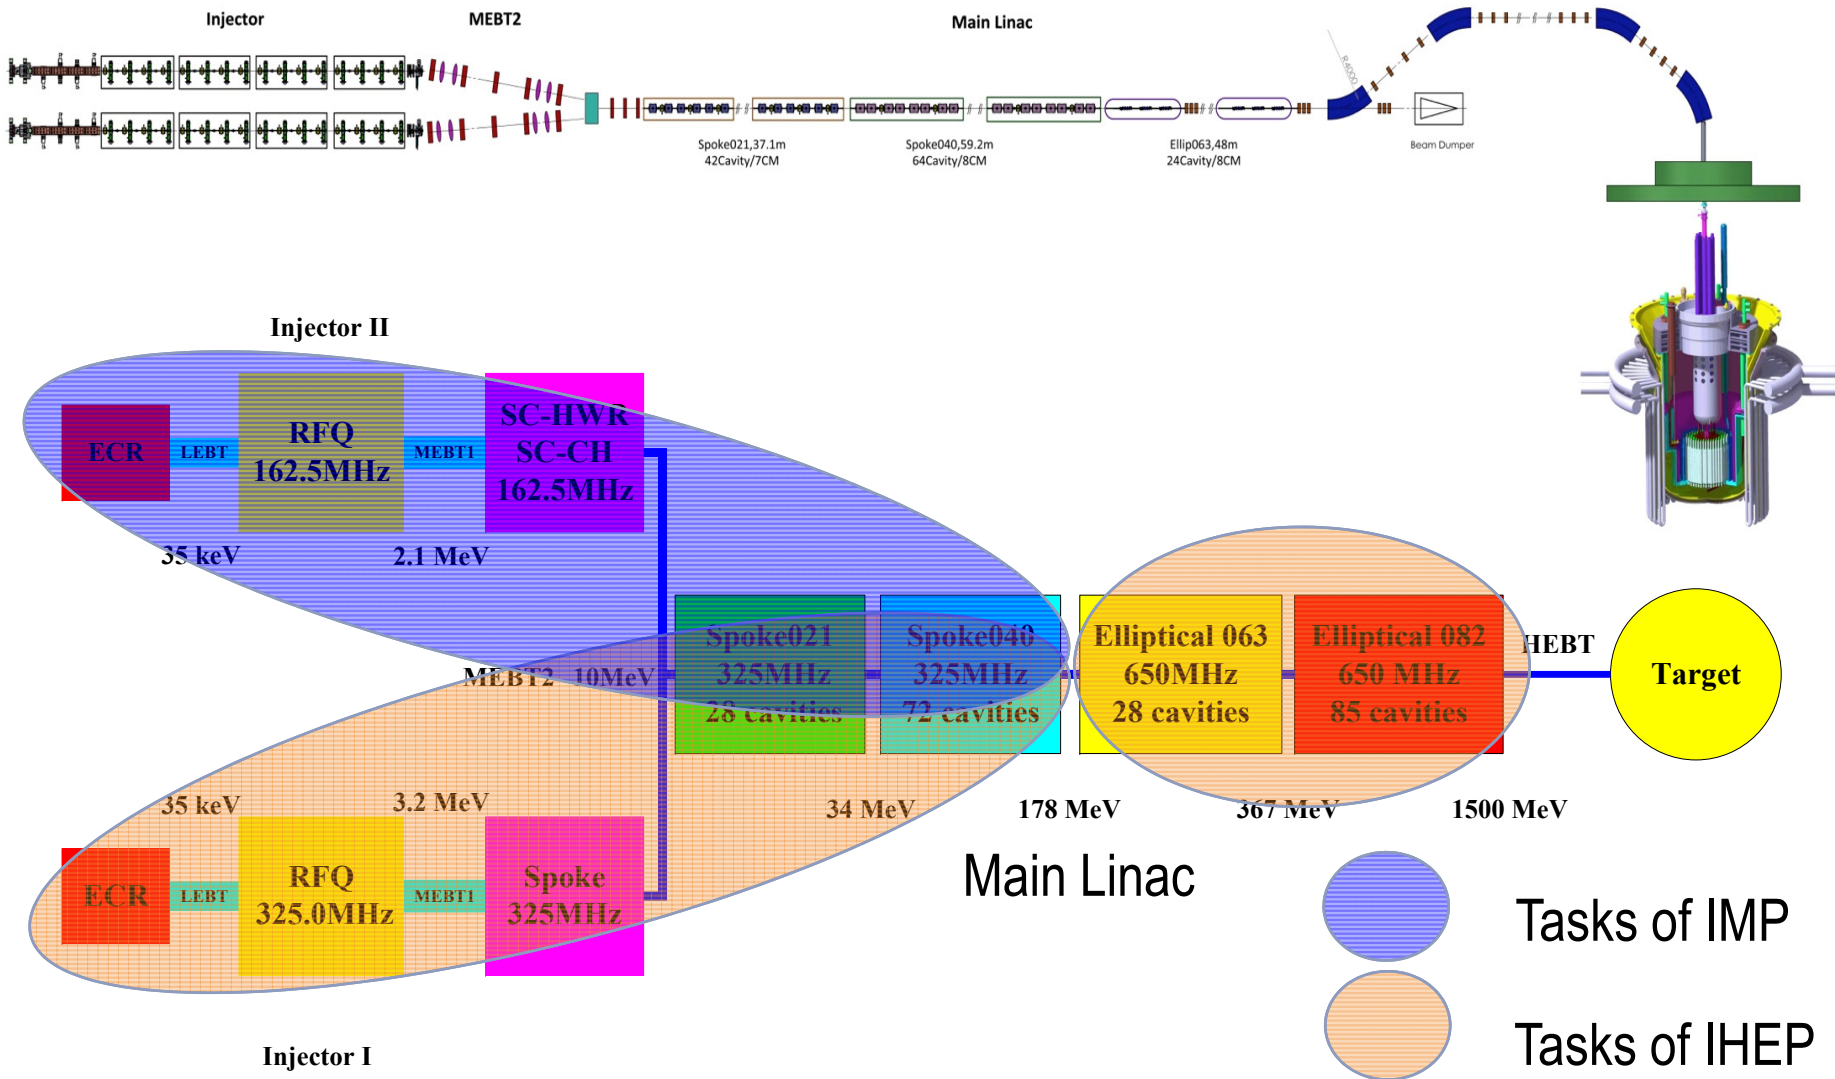 Injector
MEBT2
Main Linac
R4000
Spoke021,37.1m
42Cavity/7CM
Spoke040,59.2m
64Cavity/8CM
Ellip063,48m
24Cavity/8CM
Beam Dumper
Injector II
ECR
LEBT
RFQ
162.5MHz
MEBT1
SC-HWR
SC-CH
162.5MHz
35 keV
2.1 MeV
MEBT2
10MeV
Spoke021
325MHz
28 cavities
Spoke040
325MHz
72 cavities
Elliptical 063
650MHz
28 cavities
Elliptical 082
650 MHz
85 cavities
HEBT
Target
35 keV
3.2 MeV
34 MeV
178 MeV
367 MeV
1500 MeV
ECR
LEBT
RFQ
325.0MHz
MEBT1
Spoke
325MHz
Main Linac
Tasks of IMP
Tasks of IHEP
Injector I